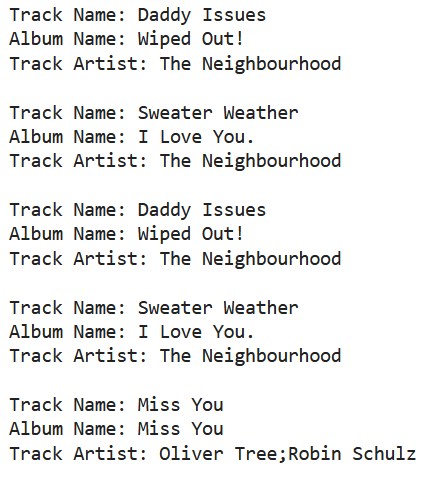 Track Name: Daddy Issues
Album Name: Wiped Out!
Track Artist: The Neighbourhood

Track Name: Sweater Weather
Album Name: I Love You.
Track Artist: The Neighbourhood

Track Name: Daddy Issues
Album Name: Wiped Out!
Track Artist: The Neighbourhood

Track Name: Sweater Weather
Album Name: I Love You.
Track Artist: The Neighbourhood

Track Name: Miss You
Album Name: Miss You
Track Artist: Oliver Tree;Robin Schulz